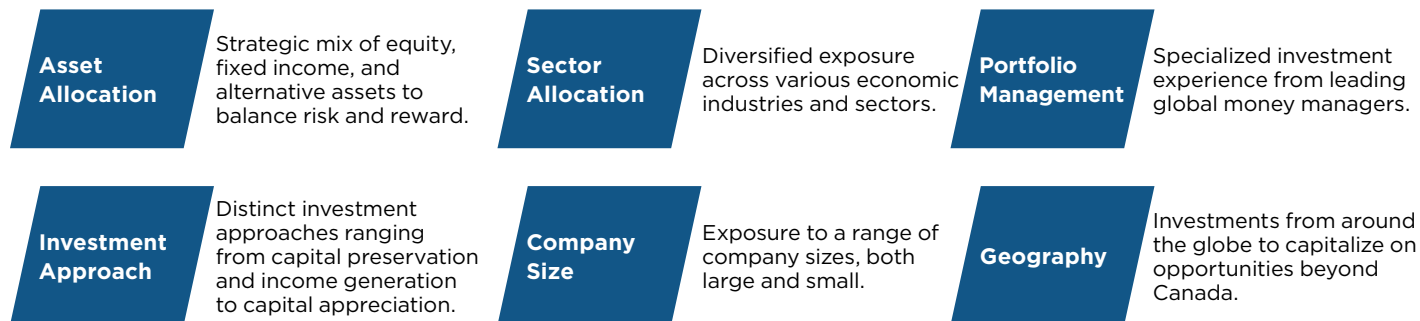 Asset
Allocation
Strategic mix of equity,
fixed income, and
alternative assets to
balance risk and reward.
Sector
Allocation
Diversified exposure
across various economic
industries and sectors.
Portfolio
Management
Specialized investment
experience from leading
global money managers.
Investment
Approach
Distinct investment
approaches ranging
from capital preservation
and income generation
to capital appreciation.
Company
Size
Exposure to a range of
company sizes, both
large and small.
Geography
Investments from around
the globe to capitalize on
opportunities beyond
Canada.